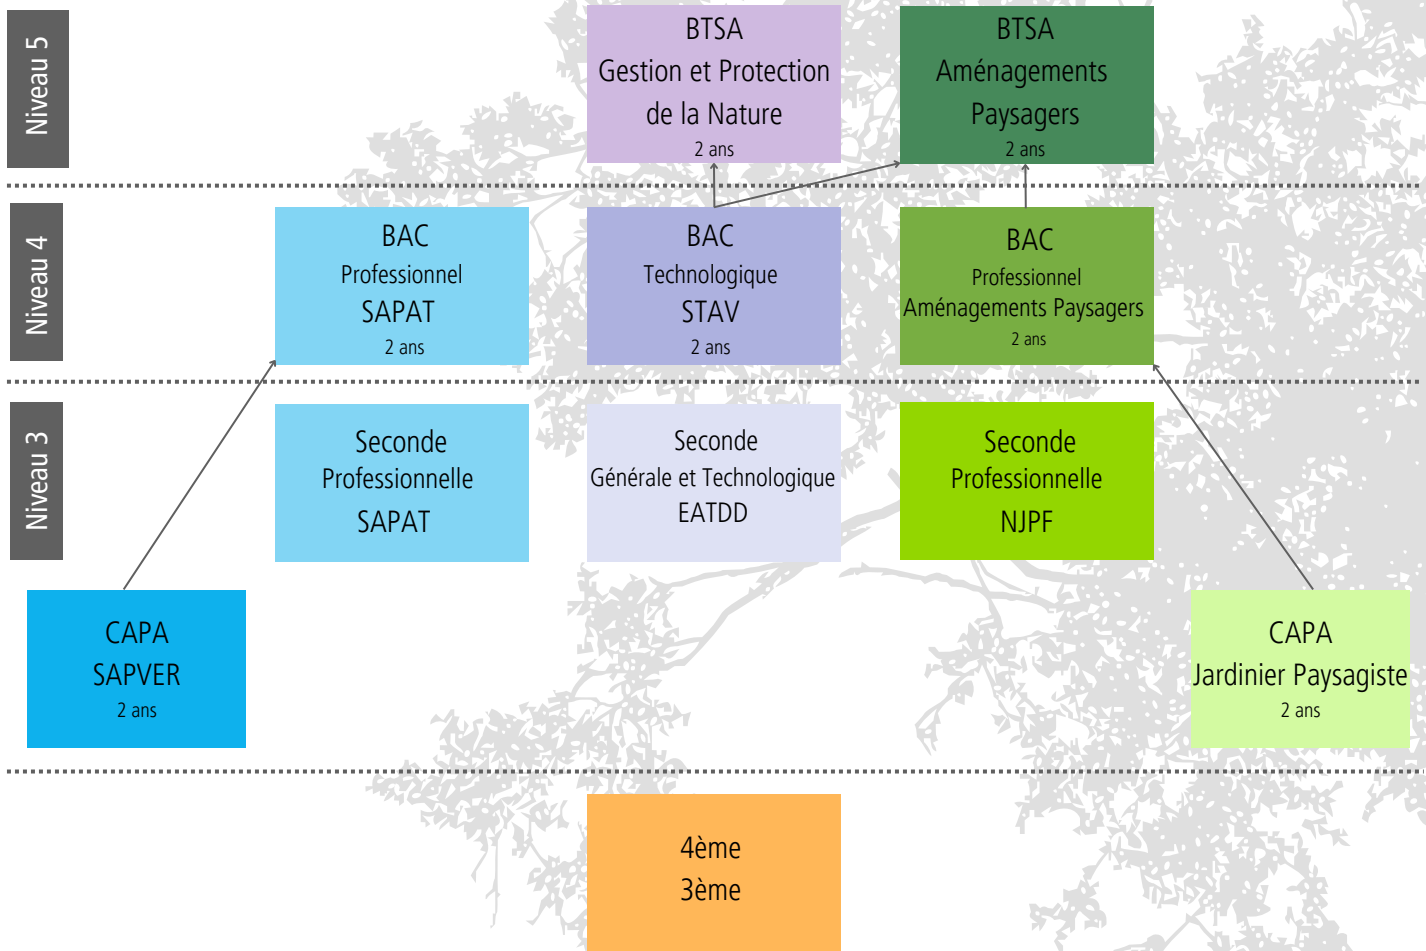 Niveau 5
BTSA
Gestion et Protection
de la Nature
2 ans
BTSA
Aménagements
Paysagers
2 ans
Niveau 4
BAC
Professionnel
SAPAT
2 ans
BAC
Technologique
STAV
2 ans
BAC
Professionnel
Aménagements Paysagers
2 ans
Niveau 3
Seconde
Professionnelle
SAPAT
Seconde
Générale et Technologique
EATDD
Seconde
Professionnelle
NJPF
CAPA
SAPVER
2 ans
CAPA
Jardinier Paysagiste
2 ans
4ème
3ème